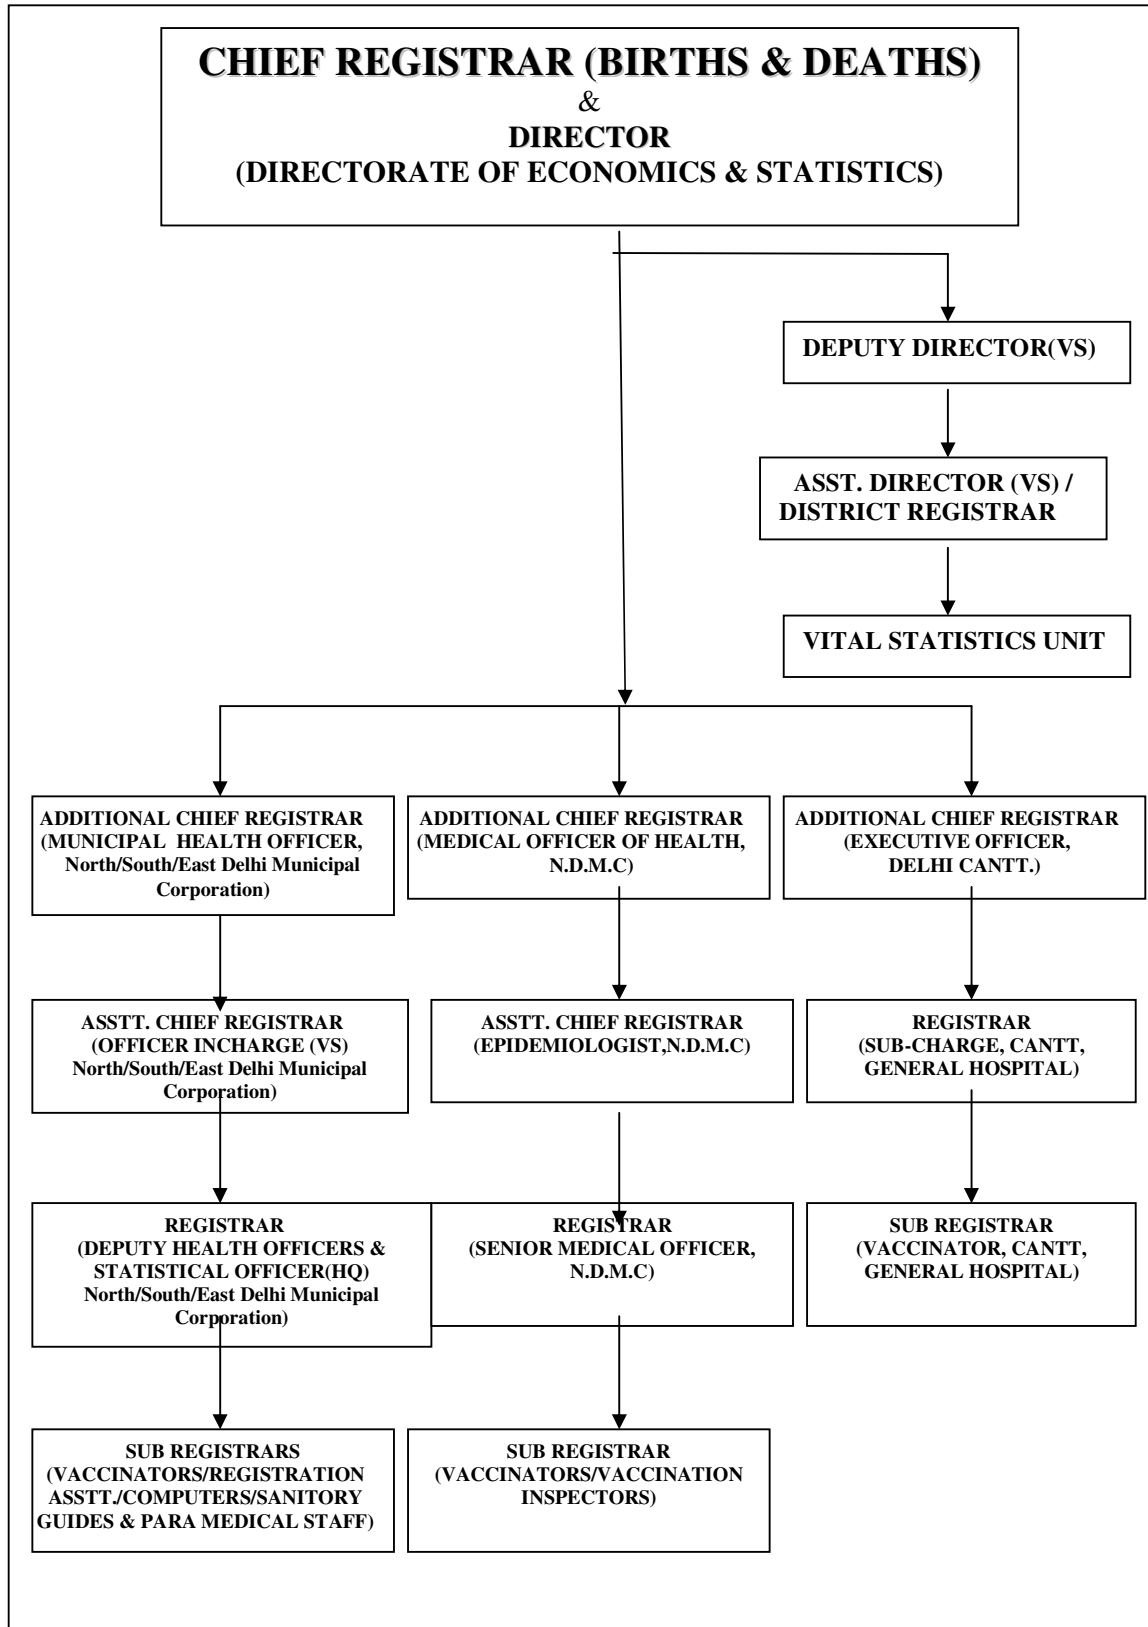 CHIEF REGISTRAR (BIRTHS & DEATHS)
&
DIRECTOR
(DIRECTORATE OF ECONOMICS & STATISTICS)
DEPUTY DIRECTOR(VS)
ASST. DIRECTOR (VS) /
DISTRICT REGISTRAR
VITAL STATISTICS UNIT
ADDITIONAL CHIEF REGISTRAR
(MUNICIPAL HEALTH OFFICER,
North/South/East Delhi Municipal
Corporation)
ADDITIONAL CHIEF REGISTRAR
(MEDICAL OFFICER OF HEALTH,
N.D.M.C)
ADDITIONAL CHIEF REGISTRAR
(EXECUTIVE OFFICER,
DELHI CANTT.)
ASSTT. CHIEF REGISTRAR
(OFFICER INCHARGE (VS)
North/South/East Delhi Municipal
Corporation)
ASSTT. CHIEF REGISTRAR
(EPIDEMIOLOGIST,N.D.M.C)
REGISTRAR
(SUB-CHARGE, CANTT,
GENERAL HOSPITAL)
REGISTRAR
(DEPUTY HEALTH OFFICERS &
STATISTICAL OFFICER(HQ)
North/South/East Delhi Municipal
Corporation)
REGISTRAR
(SENIOR MEDICAL OFFICER,
N.D.M.C)
SUB REGISTRAR
(VACCINATOR, CANTT,
GENERAL HOSPITAL)
SUB REGISTRARS
(VACCINATORS/REGISTRATION
ASSTT./COMPUTERS/SANITORY
GUIDES & PARA MEDICAL STAFF)
SUB REGISTRAR
(VACCINATORS/VACCINATION
INSPECTORS)